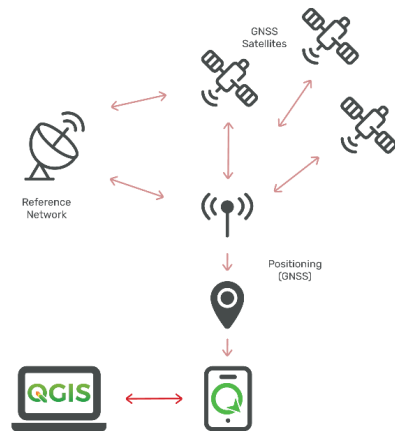 GNSS
Satellites
Reference
Network
Positioning
(GNSS)
QGIS